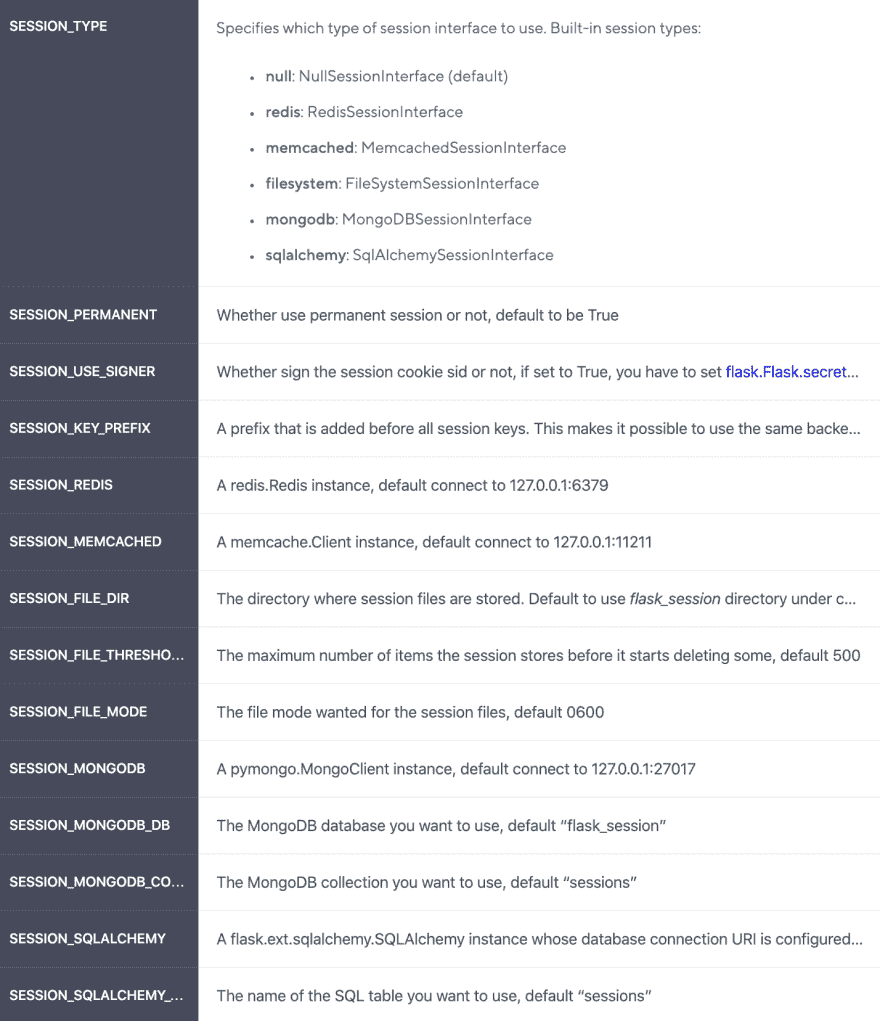 SESSION_TYPE
Specifies which type of session interface to use. Built-in session types:
• null: NullSessionInterface (default)
• redis: RedisSessionInterface
• memcached: MemcachedSessionInterface
• filesystem: FileSystemSessionInterface
• mongodb: MongoDBSessionInterface
• sqlalchemy: SqlAlchemySessionInterface
SESSION_PERMANENT Whether use permanent session or not, default to be True
SESSION_USE_SIGNER Whether sign the session cookie sid or not, if set to True, you have to set flask.Flask.secret...
SESSION_KEY_PREFIX A prefix that is added before all session keys. This makes it possible to use the same backe...
SESSION_REDIS A redis.Redis instance, default connect to 127.0.0.1:6379
SESSION_MEMCACHED A memcache.Client instance, default connect to 127.0.0.1:11211
SESSION_FILE_DIR The directory where session files are stored. Default to use flask_session directory under c...
SESSION_FILE_THRESHO... The maximum number of items the session stores before it starts deleting some, default 500
SESSION_FILE_MODE The file mode wanted for the session files, default 0600
SESSION_MONGODB A pymongo.MongoClient instance, default connect to 127.0.0.1:27017
SESSION_MONGODB_DB The MongoDB database you want to use, default “flask_session”
SESSION_MONGODB_CO... The MongoDB collection you want to use, default “sessions”
SESSION_SQLALCHEMY A flask.ext.sqlalchemy.SQLAlchemy instance whose database connection URI is configured...
SESSION_SQLALCHEMY_... The name of the SQL table you want to use, default “sessions”